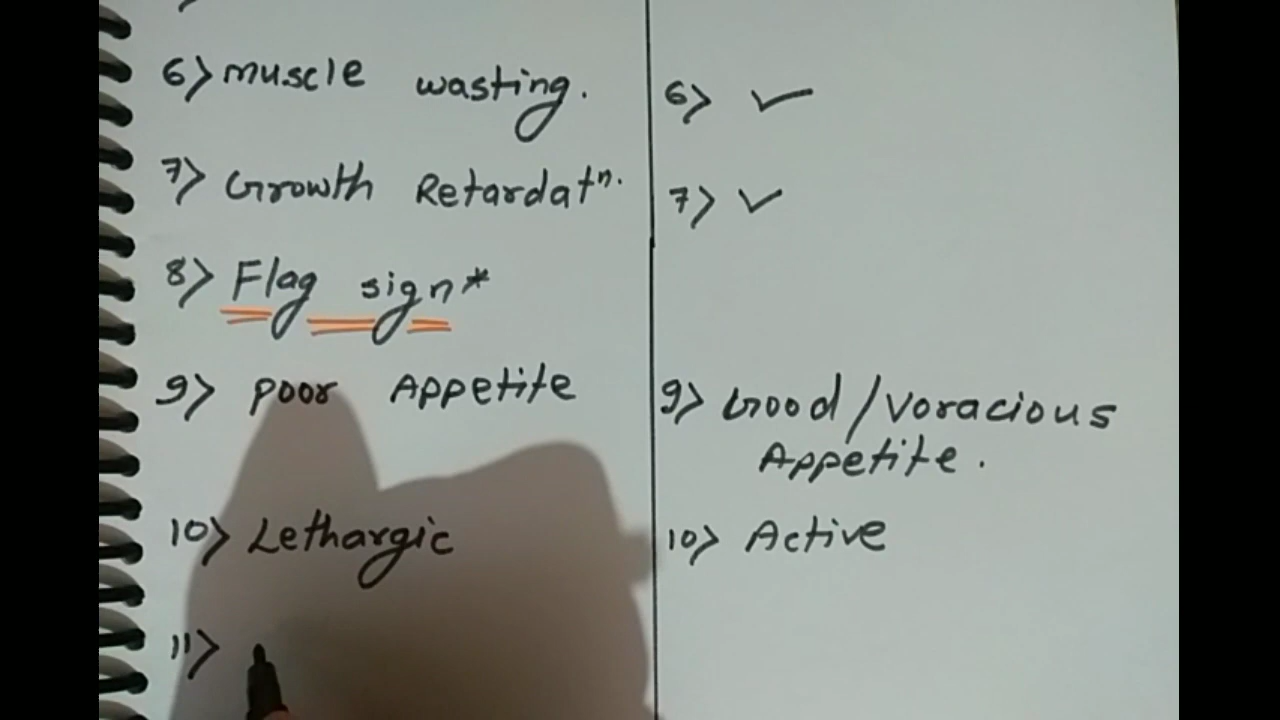 6> muscle wasting.
7> Growth Retardatⁿ.
8> Flag sign*
9> poor Appetite
10> Lethargic
11>
6> ✓
7> ✓
9> Good/Voracious
Appetite.
10> Active